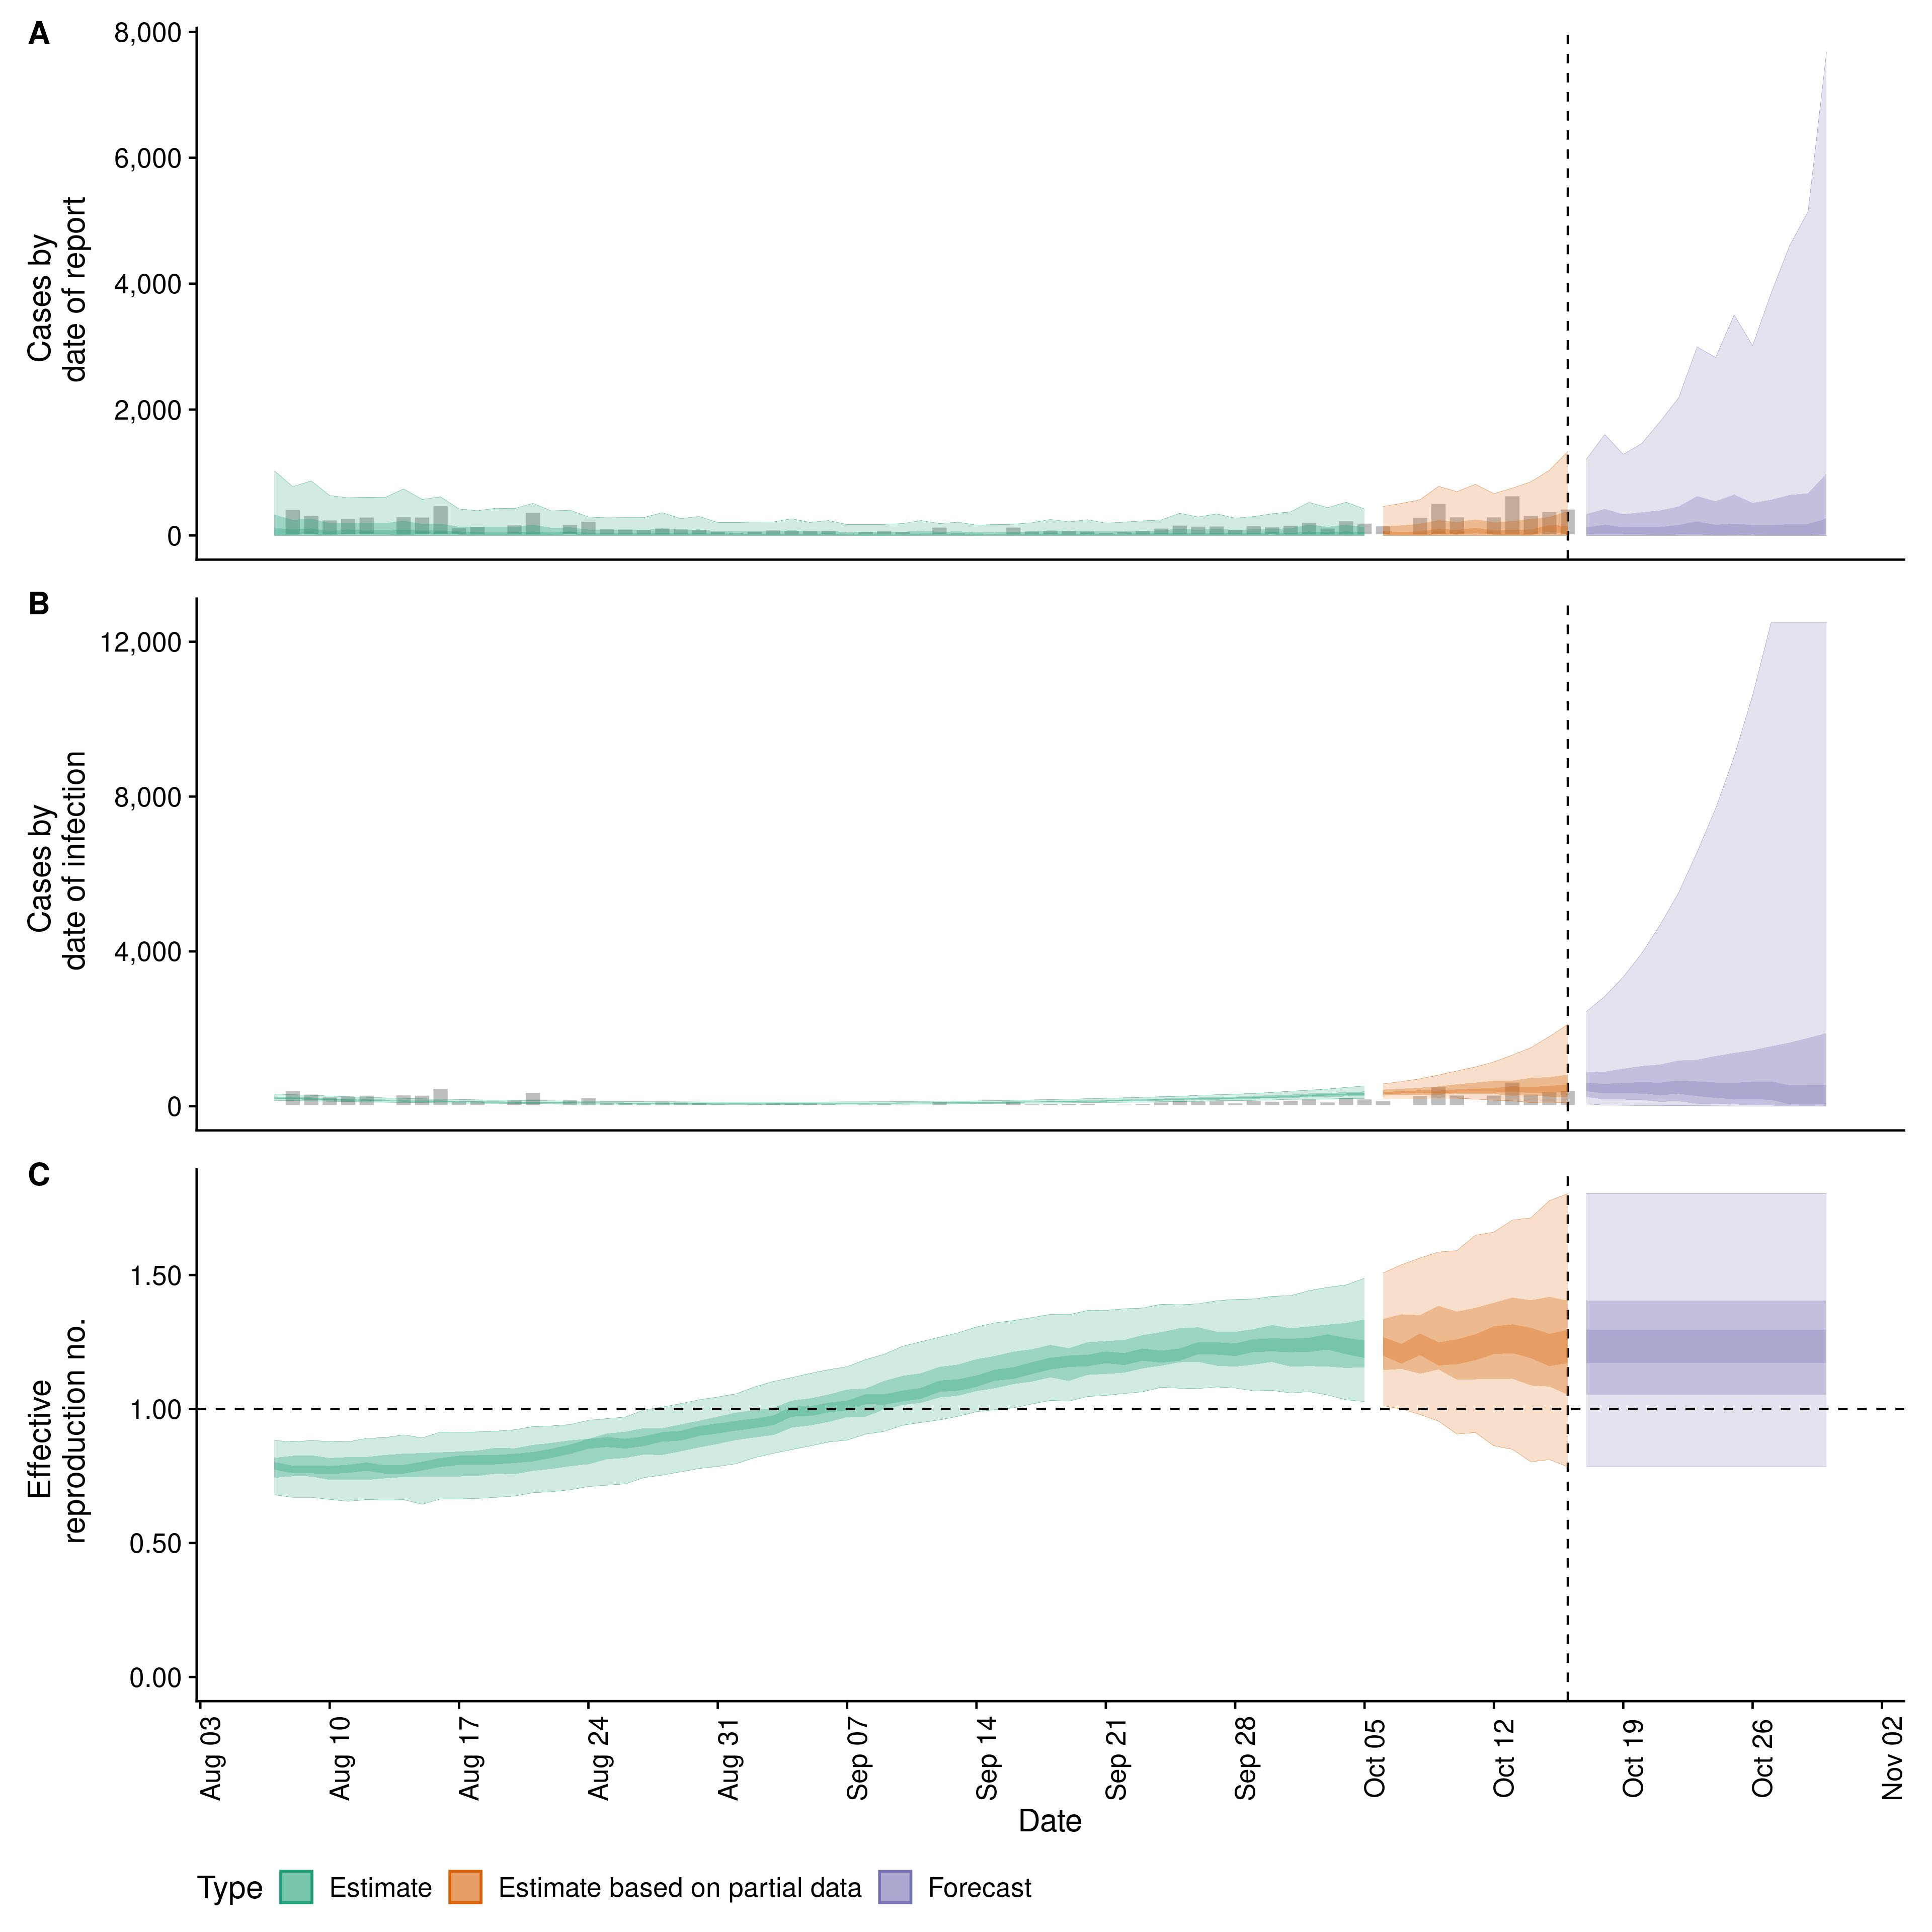 A
8,000
6,000
4,000
2,000
0
Cases by
date of report
B
12,000
8,000
4,000
0
Cases by
date of infection
C
1.50
1.00
0.50
0.00
Effective
reproduction no.
Aug 03
Aug 10
Aug 17
Aug 24
Aug 31
Sep 07
Sep 14
Sep 21
Sep 28
Oct 05
Oct 12
Oct 19
Oct 26
Nov 02
Date
Type Estimate Estimate based on partial data Forecast